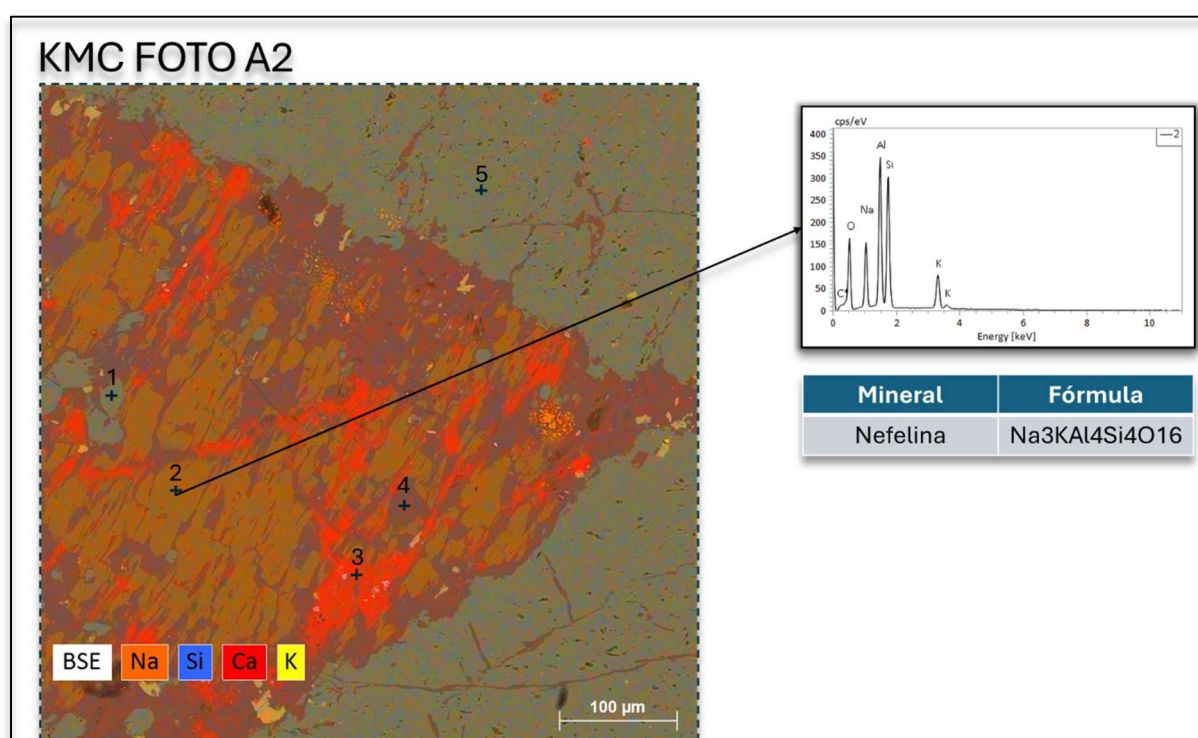 KMC FOTO A2
5
1
2
4
3
BSE Na Si Ca K
100 µm
cps/eV
400
350
300
250
200
150
100
50
0
2
Al
Si
Na
O
K
K
C
0 2 4 6 8 10
Energy [keV]
Mineral Fórmula
Nefelina Na3KAl4Si4O16